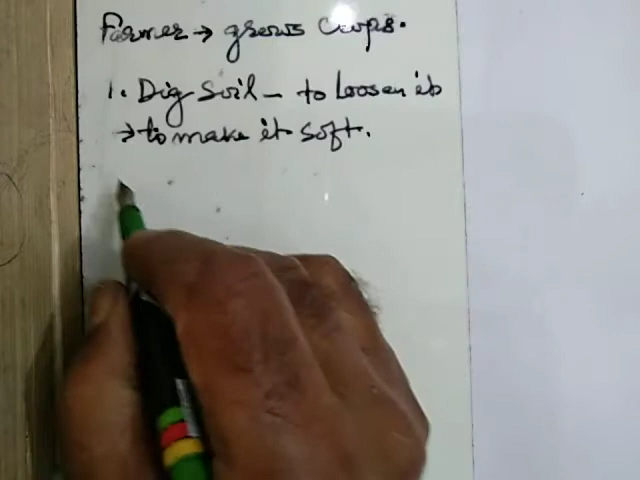 Farmer → grows Crops.
1. Dig Soil - to Loosen it
→ to make it soft.